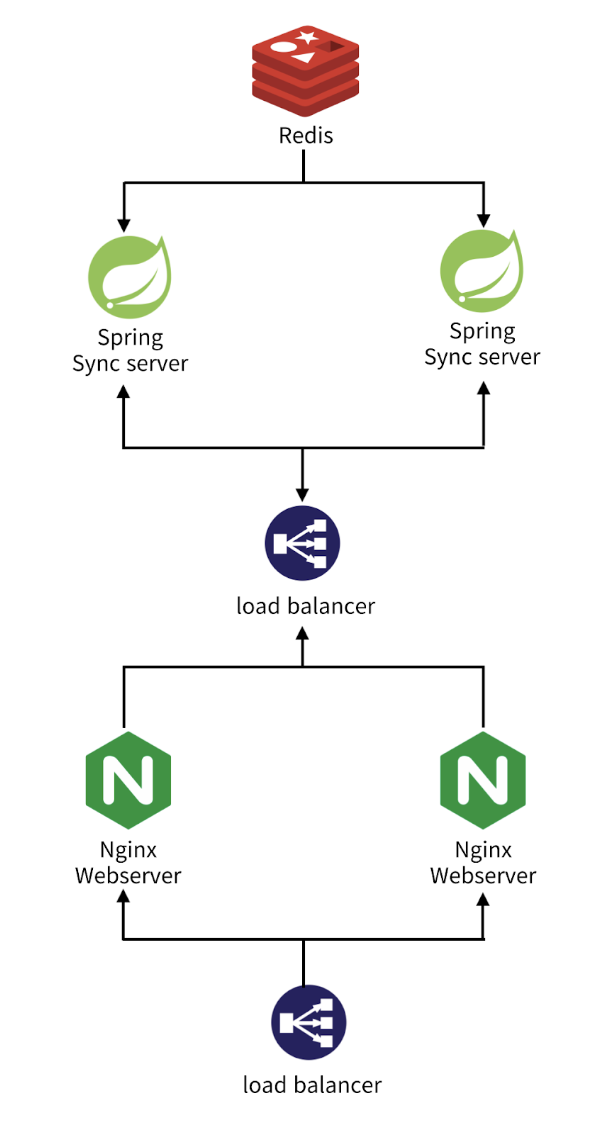 Redis
Spring
Sync server
Spring
Sync server
load balancer
Nginx
Webserver
Nginx
Webserver
load balancer